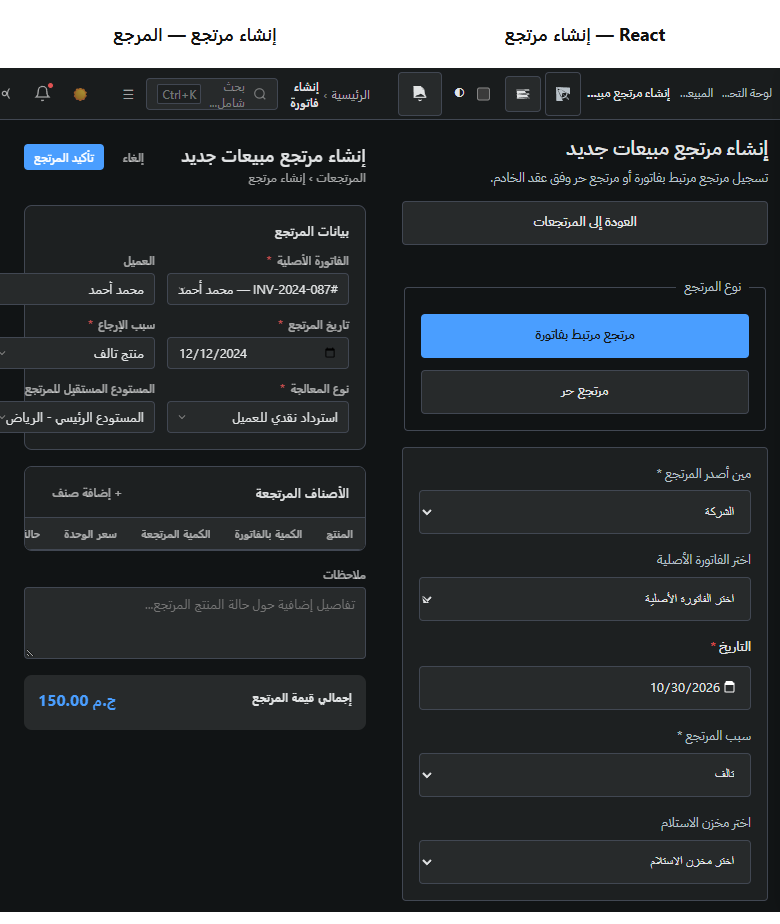 React — إنشاء مرتجع
لوحة التحـ... المبيعـ... إنشاء مرتجع مبيـ...
إنشاء مرتجع مبيعات جديد
تسجيل مرتجع مرتبط بفاتورة أو مرتجع حر وفق عقد الخادم.
العودة إلى المرتجعات
نوع المرتجع
مرتجع مرتبط بفاتورة
مرتجع حر
مين أصدر المرتجع *
الشركة
اختر الفاتورة الأصلية
اختر الفاتورة الأصلية
التاريخ *
10/30/2026
سبب المرتجع *
تالف
اختر مخزن الاستلام
اختر مخزن الاستلام
إنشاء مرتجع — المرجع
الرئيسية › إنشاء فاتورة
بحث شامل... Ctrl+K
إنشاء مرتجع مبيعات جديد
إلغاء
تأكيد المرتجع
المرتجعات › إنشاء مرتجع
بيانات المرتجع
الفاتورة الأصلية *
العميل
#INV-2024-087 — محمد أحمد
محمد أحمد
تاريخ المرتجع *
سبب الإرجاع *
12/12/2024
منتج تالف
نوع المعالجة *
المستودع المستقبل للمرتجع
استرداد نقدي للعميل
المستودع الرئيسي - الرياض
الأصناف المرتجعة
+ إضافة صنف
المنتج الكمية بالفاتورة الكمية المرتجعة سعر الوحدة حالة
ملاحظات
تفاصيل إضافية حول حالة المنتج المرتجع...
إجمالي قيمة المرتجع
150.00 ج.م